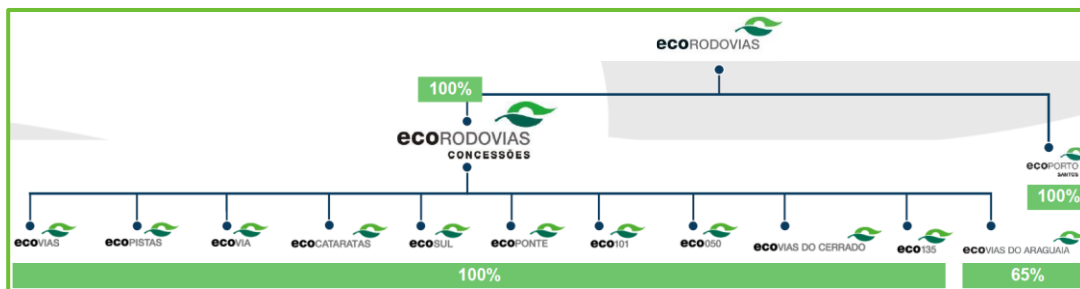 ecoRODOVIAS
100%
ecoRODOVIAS
CONCESSÕES
ecoPORTO
SANTOS
100%
ecoVIAS
ecoPISTAS
ecoVIA
ecoCATARATAS
ecoSUL
ecoPONTE
eco101
eco050
ecoVIAS DO CERRADO
eco135
ecoVIAS DO ARAGUAIA
100%
65%